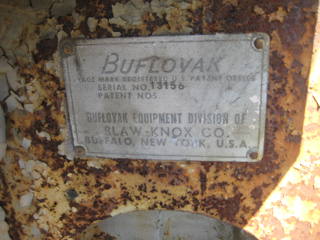 BUFLOVAK
TRADE MARK REGISTERED U.S. PATENT OFFICE
SERIAL NO. 13156
PATENT NOS.
BUFLOVAK EQUIPMENT DIVISION OF
BLAW-KNOX CO.
BUFFALO, NEW YORK, U.S.A.